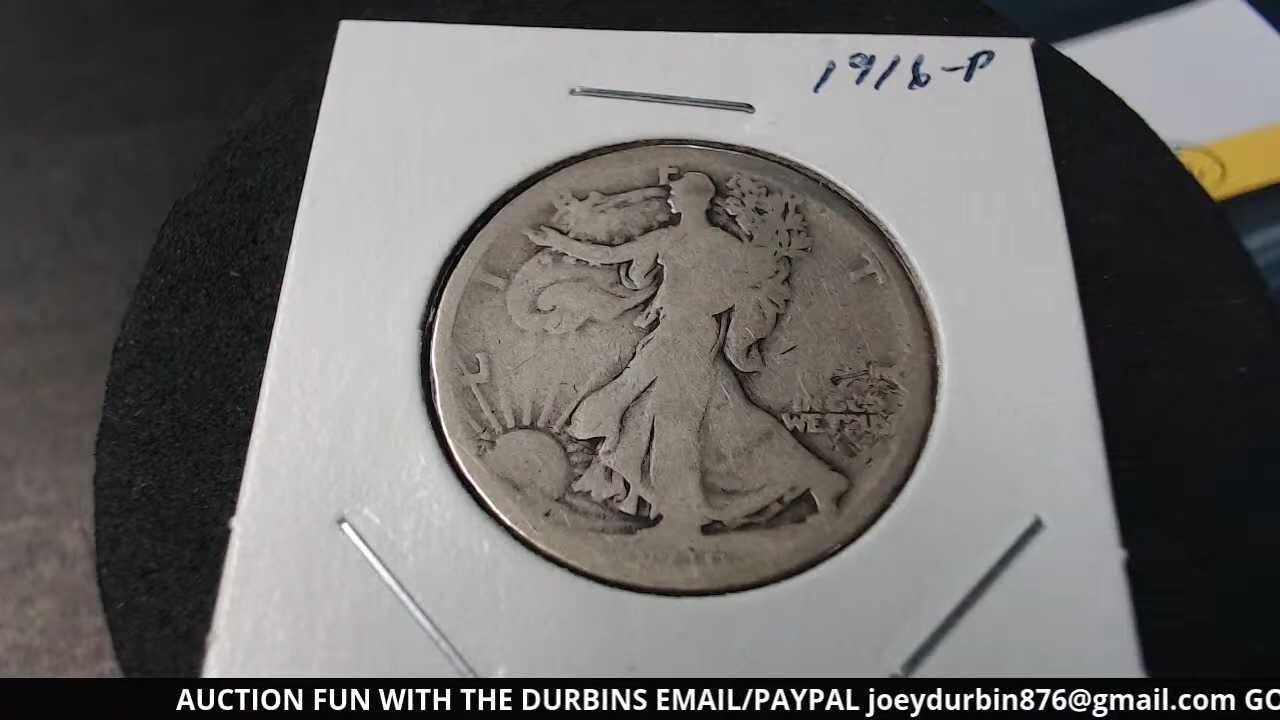 1916-P
F
T
I
L
WE TRUST
AUCTION FUN WITH THE DURBINS EMAIL/PAYPAL joeydurbin876@gmail.com GO